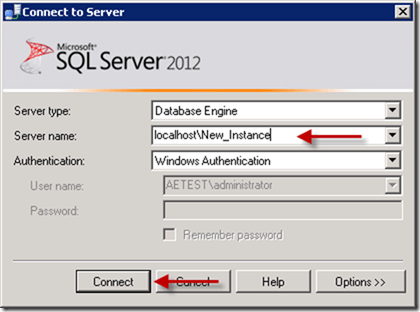 Connect to Server
Microsoft®
SQL Server® 2012
Server type: Database Engine
Server name: localhost\New_Instance
Authentication: Windows Authentication
User name: AETEST\administrator
Password:
Remember password
Connect Cancel Help Options >>